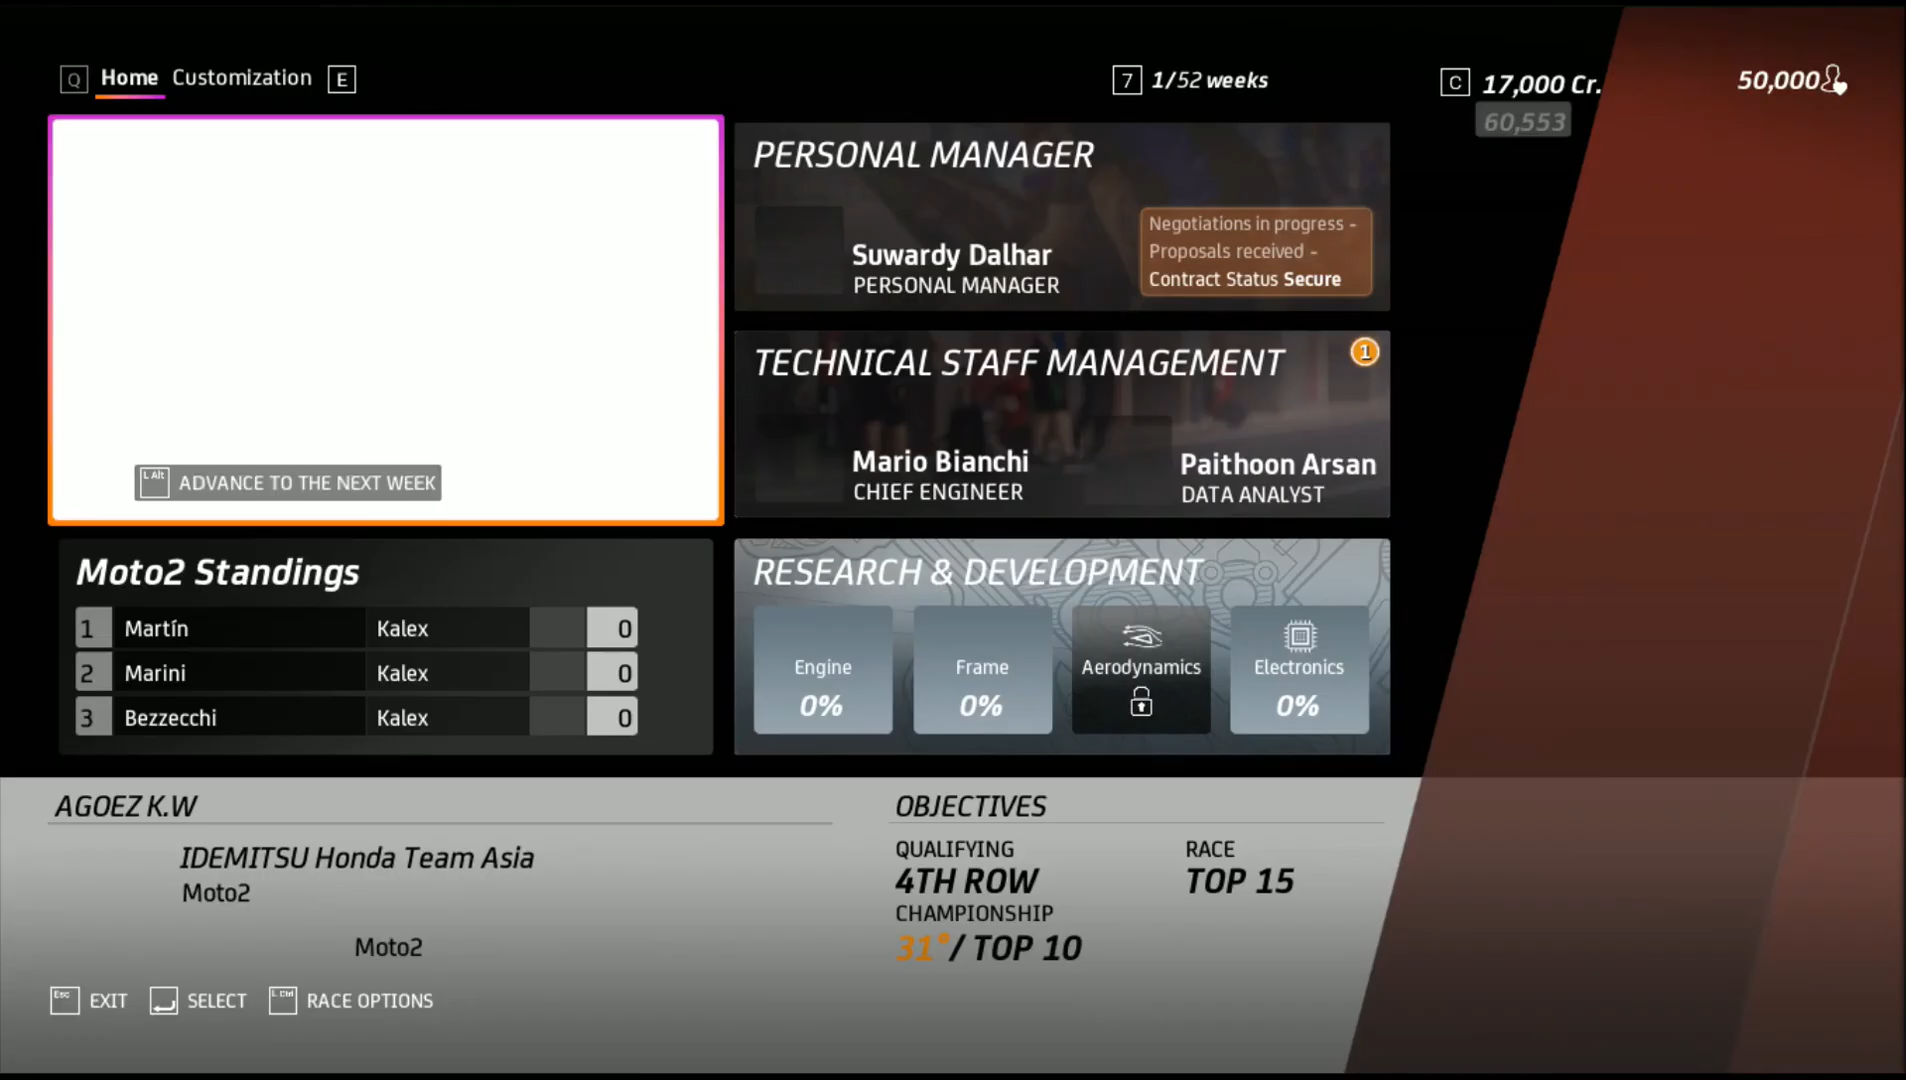 Q Home Customization E
7 1/52 weeks
C 17,000 Cr.
60,553
50,000
ADVANCE TO THE NEXT WEEK
L Alt
PERSONAL MANAGER
Suwardy Dalhar
PERSONAL MANAGER
Negotiations in progress -
Proposals received -
Contract Status Secure
TECHNICAL STAFF MANAGEMENT
1
Mario Bianchi
CHIEF ENGINEER
Paithoon Arsan
DATA ANALYST
Moto2 Standings
1 Martín Kalex 0
2 Marini Kalex 0
3 Bezzecchi Kalex 0
RESEARCH & DEVELOPMENT
Engine
0%
Frame
0%
Aerodynamics
Electronics
0%
AGOEZ K.W
IDEMITSU Honda Team Asia
Moto2
Moto2
OBJECTIVES
QUALIFYING
4TH ROW
RACE
TOP 15
CHAMPIONSHIP
31°/ TOP 10
Esc EXIT SELECT L Ctrl RACE OPTIONS